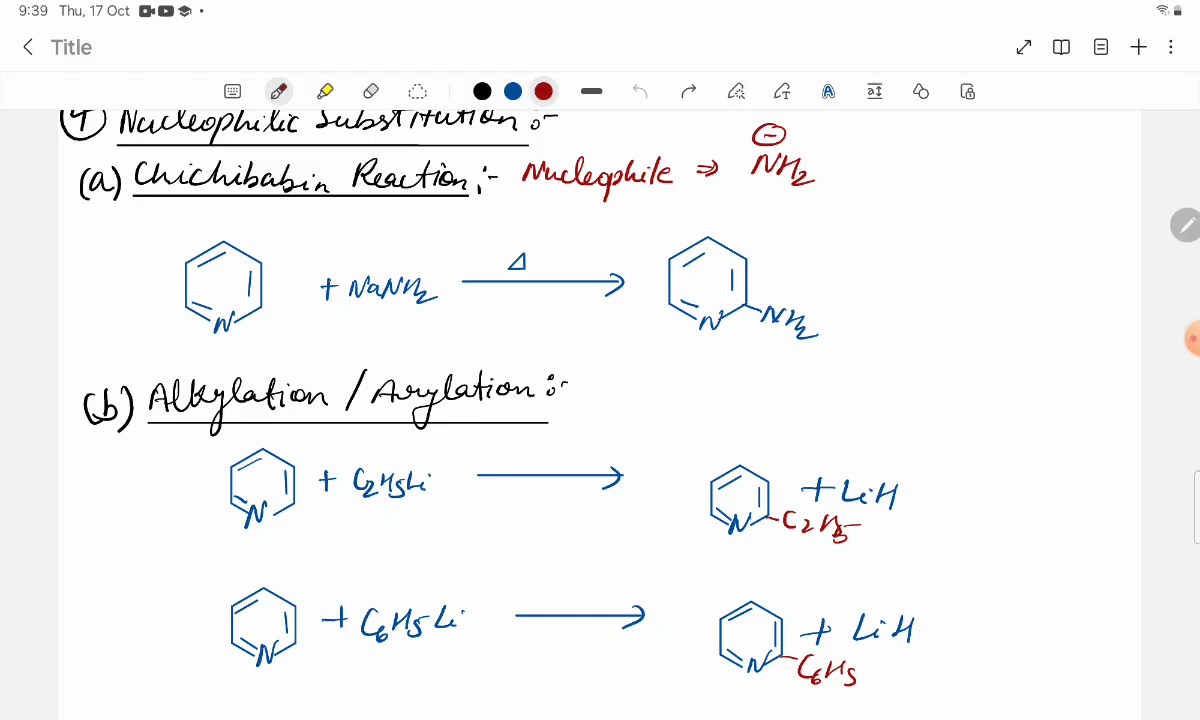 9:39 Thu, 17 Oct
Title
(4) Nucleophilic Substitution :-
(a) Chichibabin Reaction :- Nucleophile ⇒ NH2 ⊖
N + NaNH2 Δ → N NH2
(b) Alkylation / Arylation :-
N + C2H5Li → N C2H5 + LiH
N + C6H5Li → N C6H5 + LiH